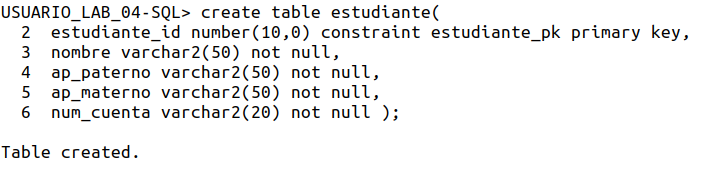 USUARIO_LAB_04-SQL> create table estudiante(
  2  estudiante_id number(10,0) constraint estudiante_pk primary key,
  3  nombre varchar2(50) not null,
  4  ap_paterno varchar2(50) not null,
  5  ap_materno varchar2(50) not null,
  6  num_cuenta varchar2(20) not null );
Table created.